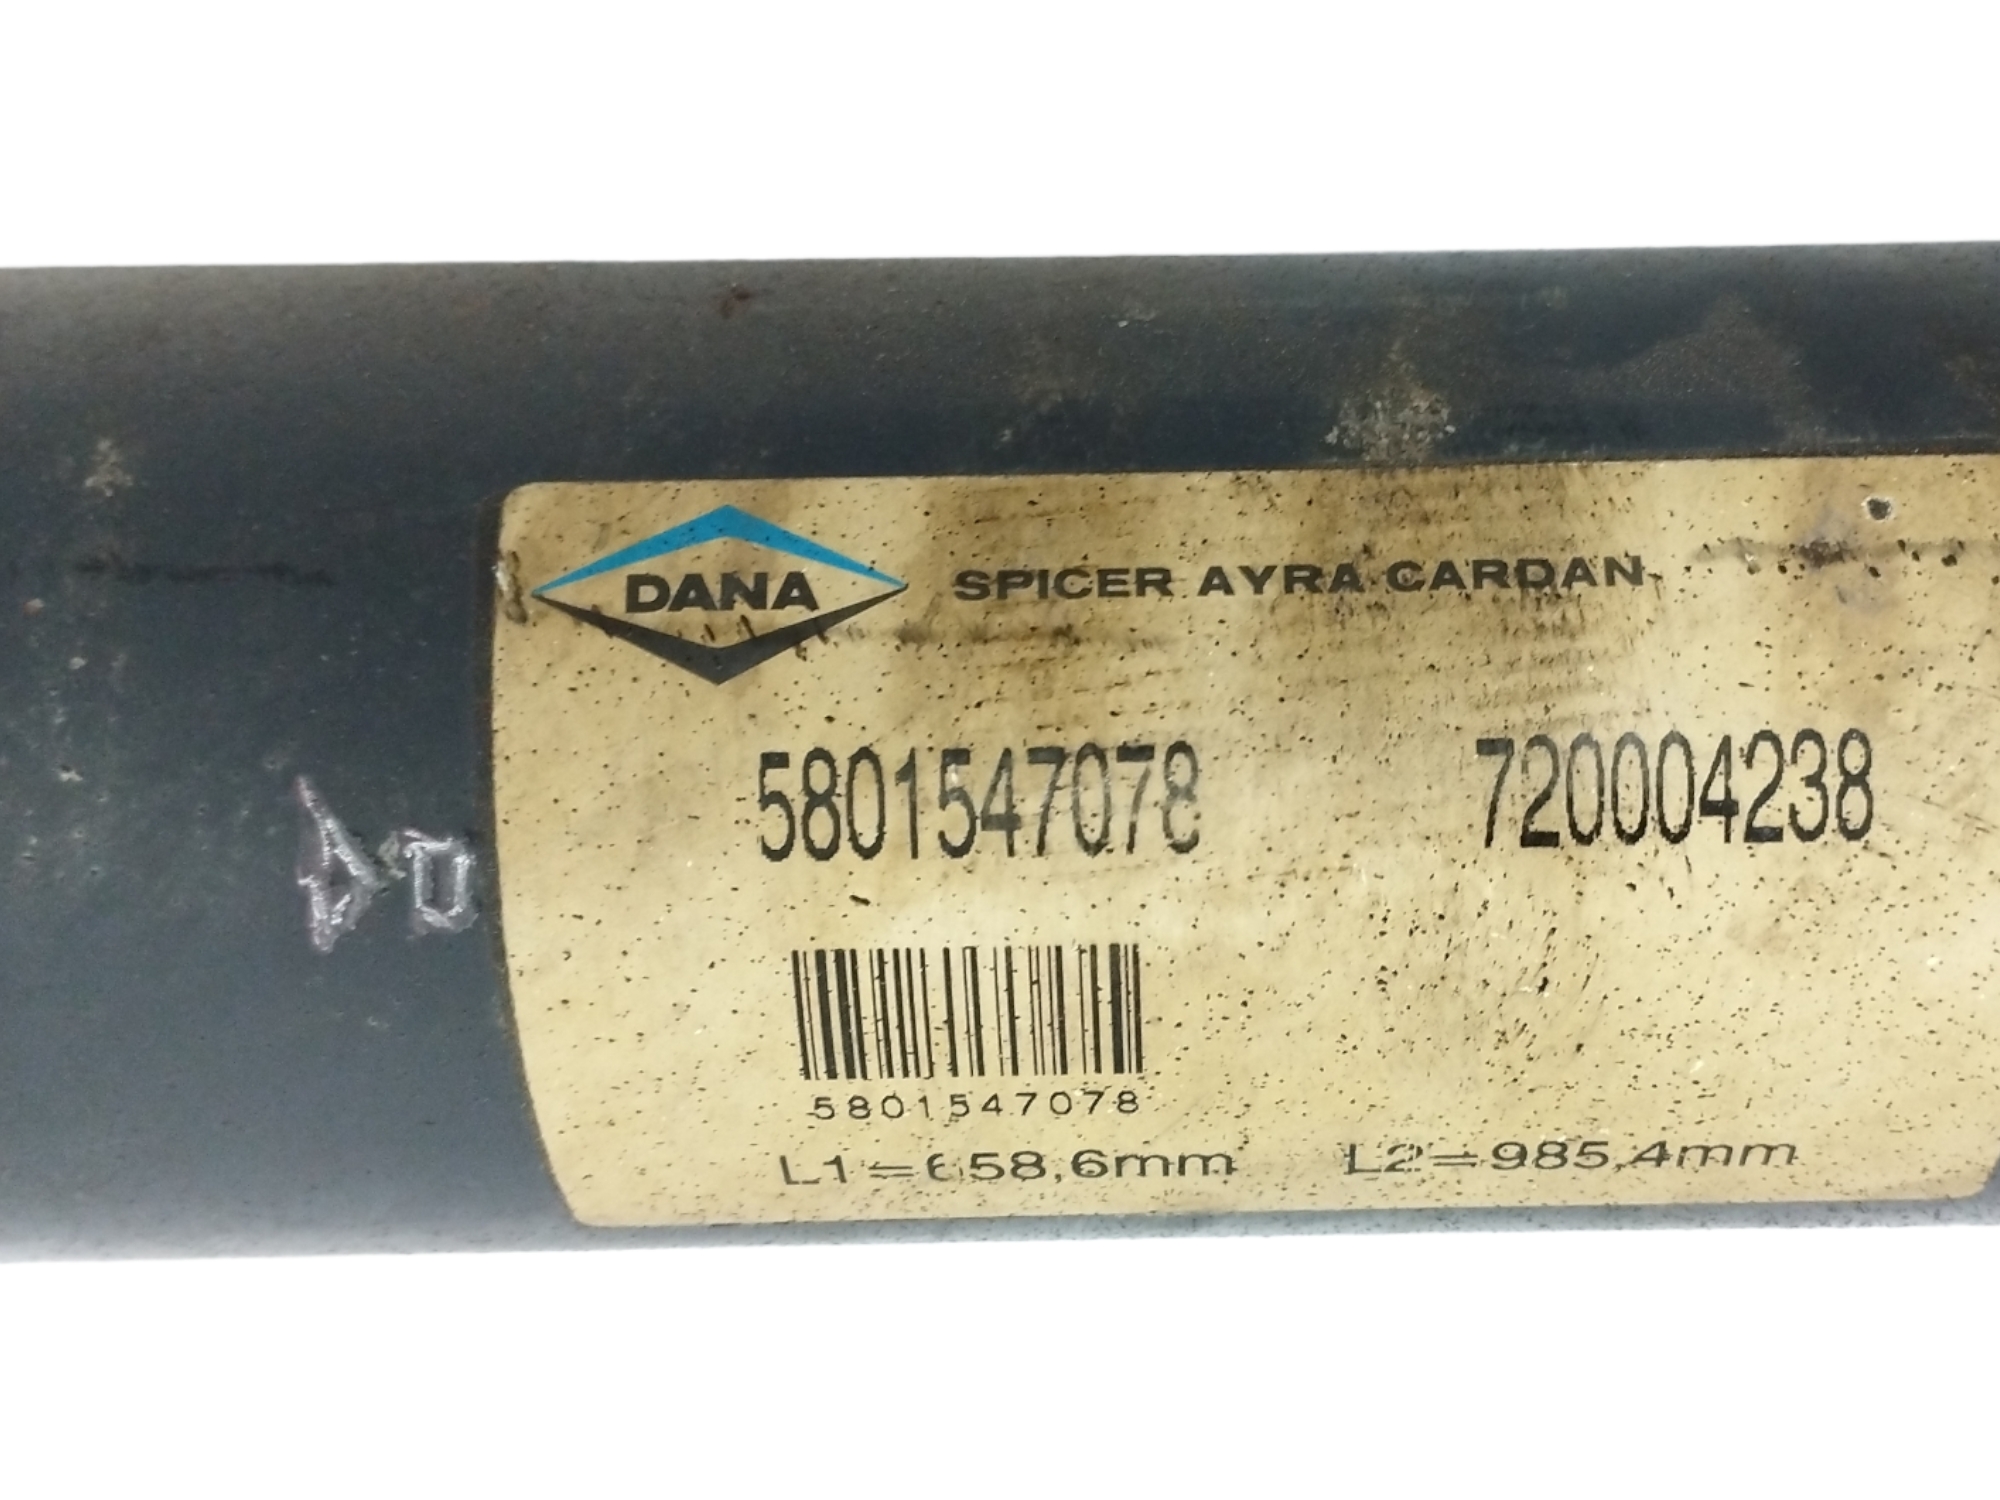 DANA SPICER AYRA CARDAN
5801547078 720004238
5801547078
L1=658,6mm L2=985,4mm